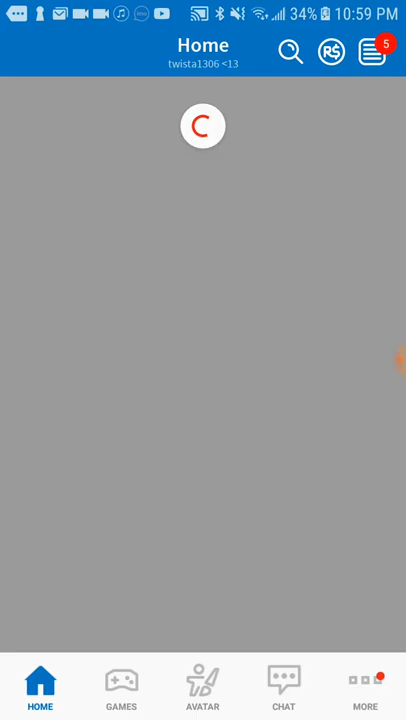 34% 10:59 PM
Home
twista1306 <13
R$
5
HOME
GAMES
AVATAR
CHAT
MORE